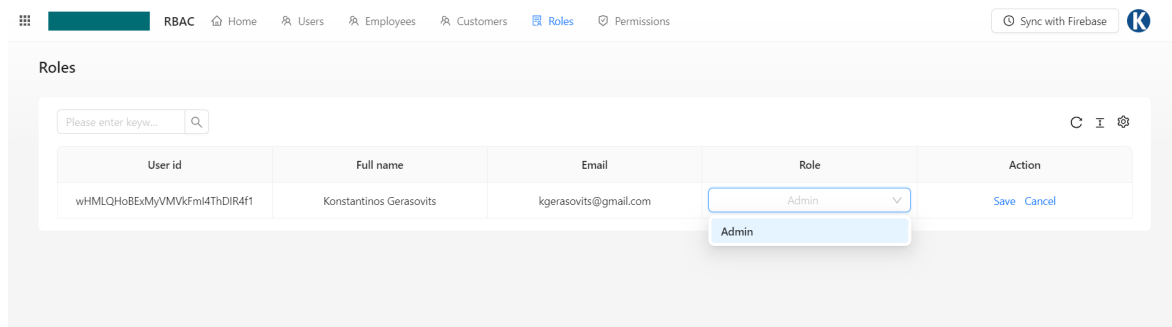 RBAC Home Users Employees Customers Roles Permissions Sync with Firebase K
Roles
Please enter keyw...
User id Full name Email Role Action
wHMLQHoBExMyVMVkFmI4ThDIR4f1 Konstantinos Gerasovits kgerasovits@gmail.com Admin Save Cancel
Admin